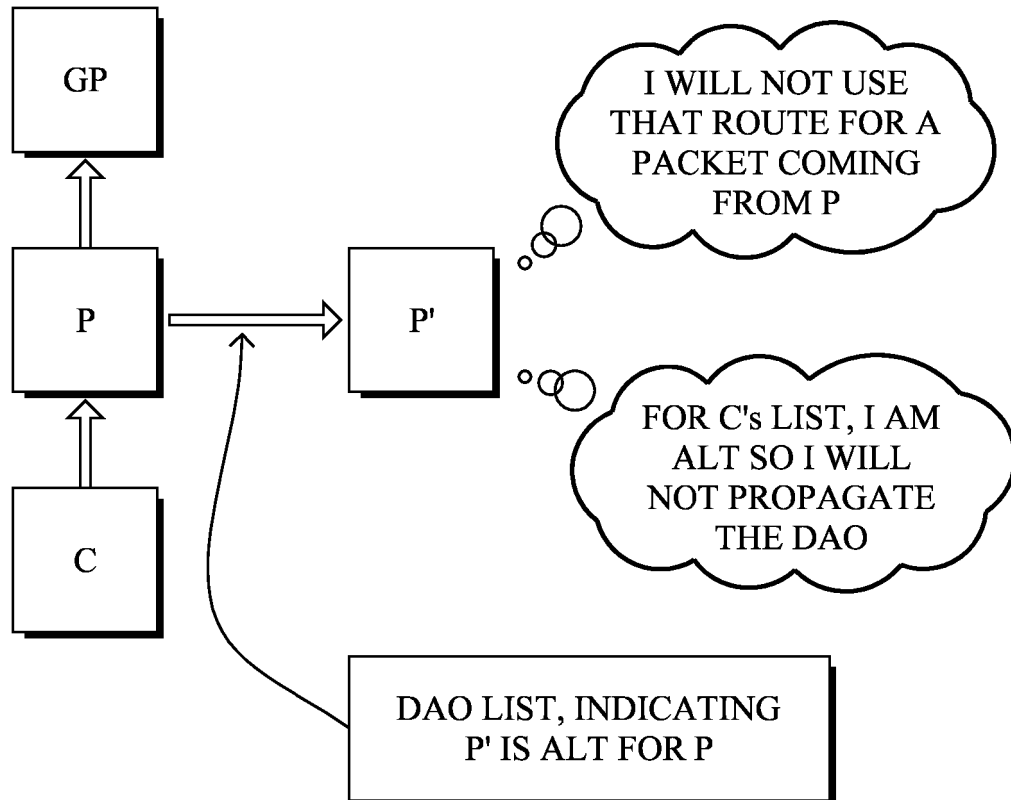 GP
I WILL NOT USE
THAT ROUTE FOR A
PACKET COMING
FROM P
P
P'
FOR C's LIST, I AM
ALT SO I WILL
NOT PROPAGATE
THE DAO
C
DAO LIST, INDICATING
P' IS ALT FOR P